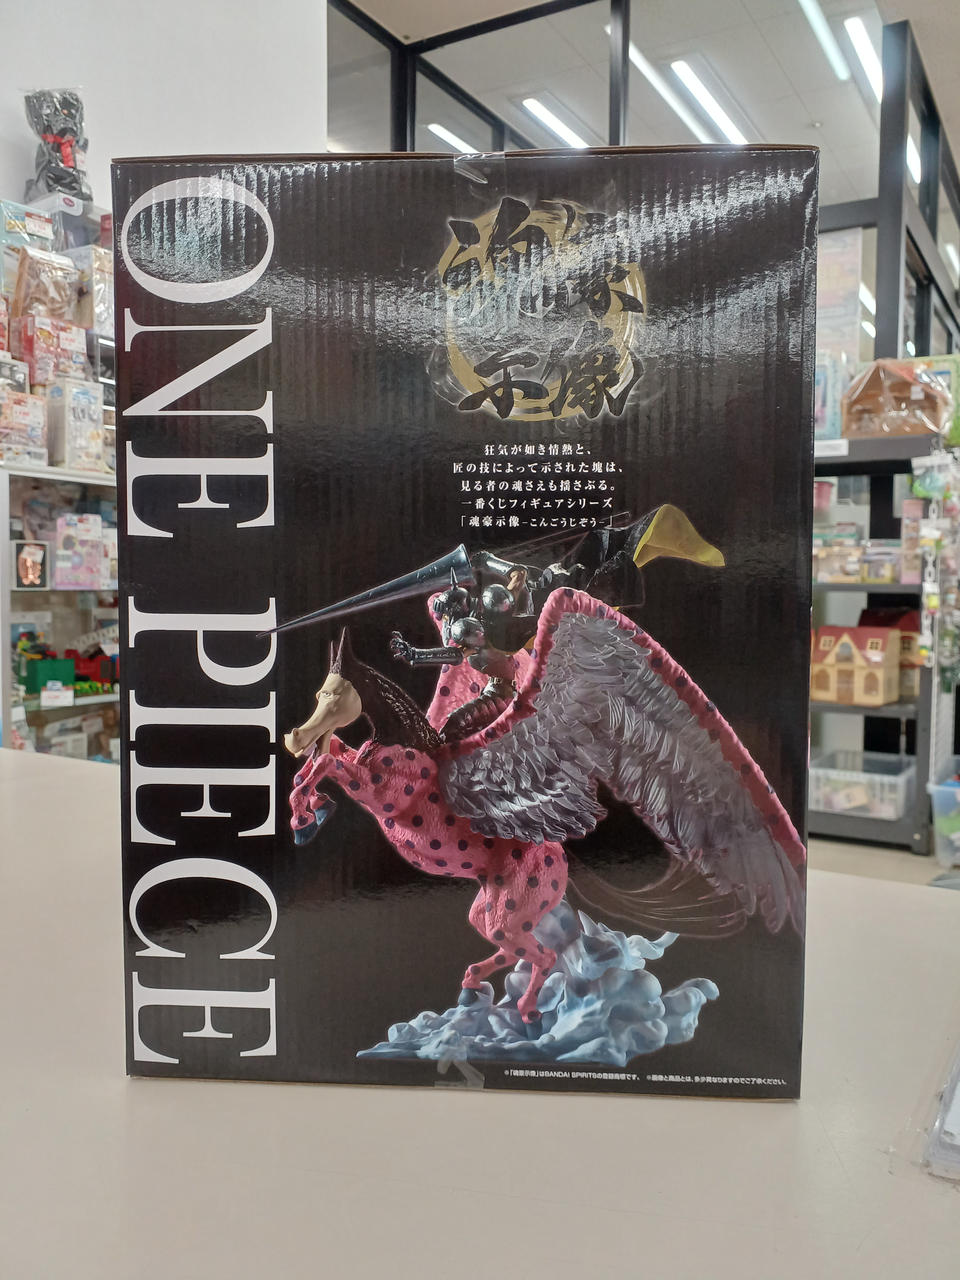 ONE PIECE
魂豪
示像
狂気が如き情熱と、
匠の技によって示された塊は、
見る者の魂さえも揺さぶる。
一番くじフィギュアシリーズ
「魂豪示像-こんごうじぞう-」
※「魂豪示像」はBANDAI SPIRITSの登録商標です。 ※画像と商品とは、多少異なりますのでご了承ください。